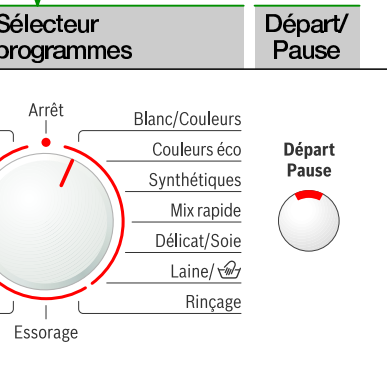 Sélecteur
programmes
Départ/
Pause
Arrêt
Blanc/Couleurs
Couleurs éco
Synthétiques
Mix rapide
Délicat/Soie
Laine/
Rinçage
Essorage
Départ
Pause